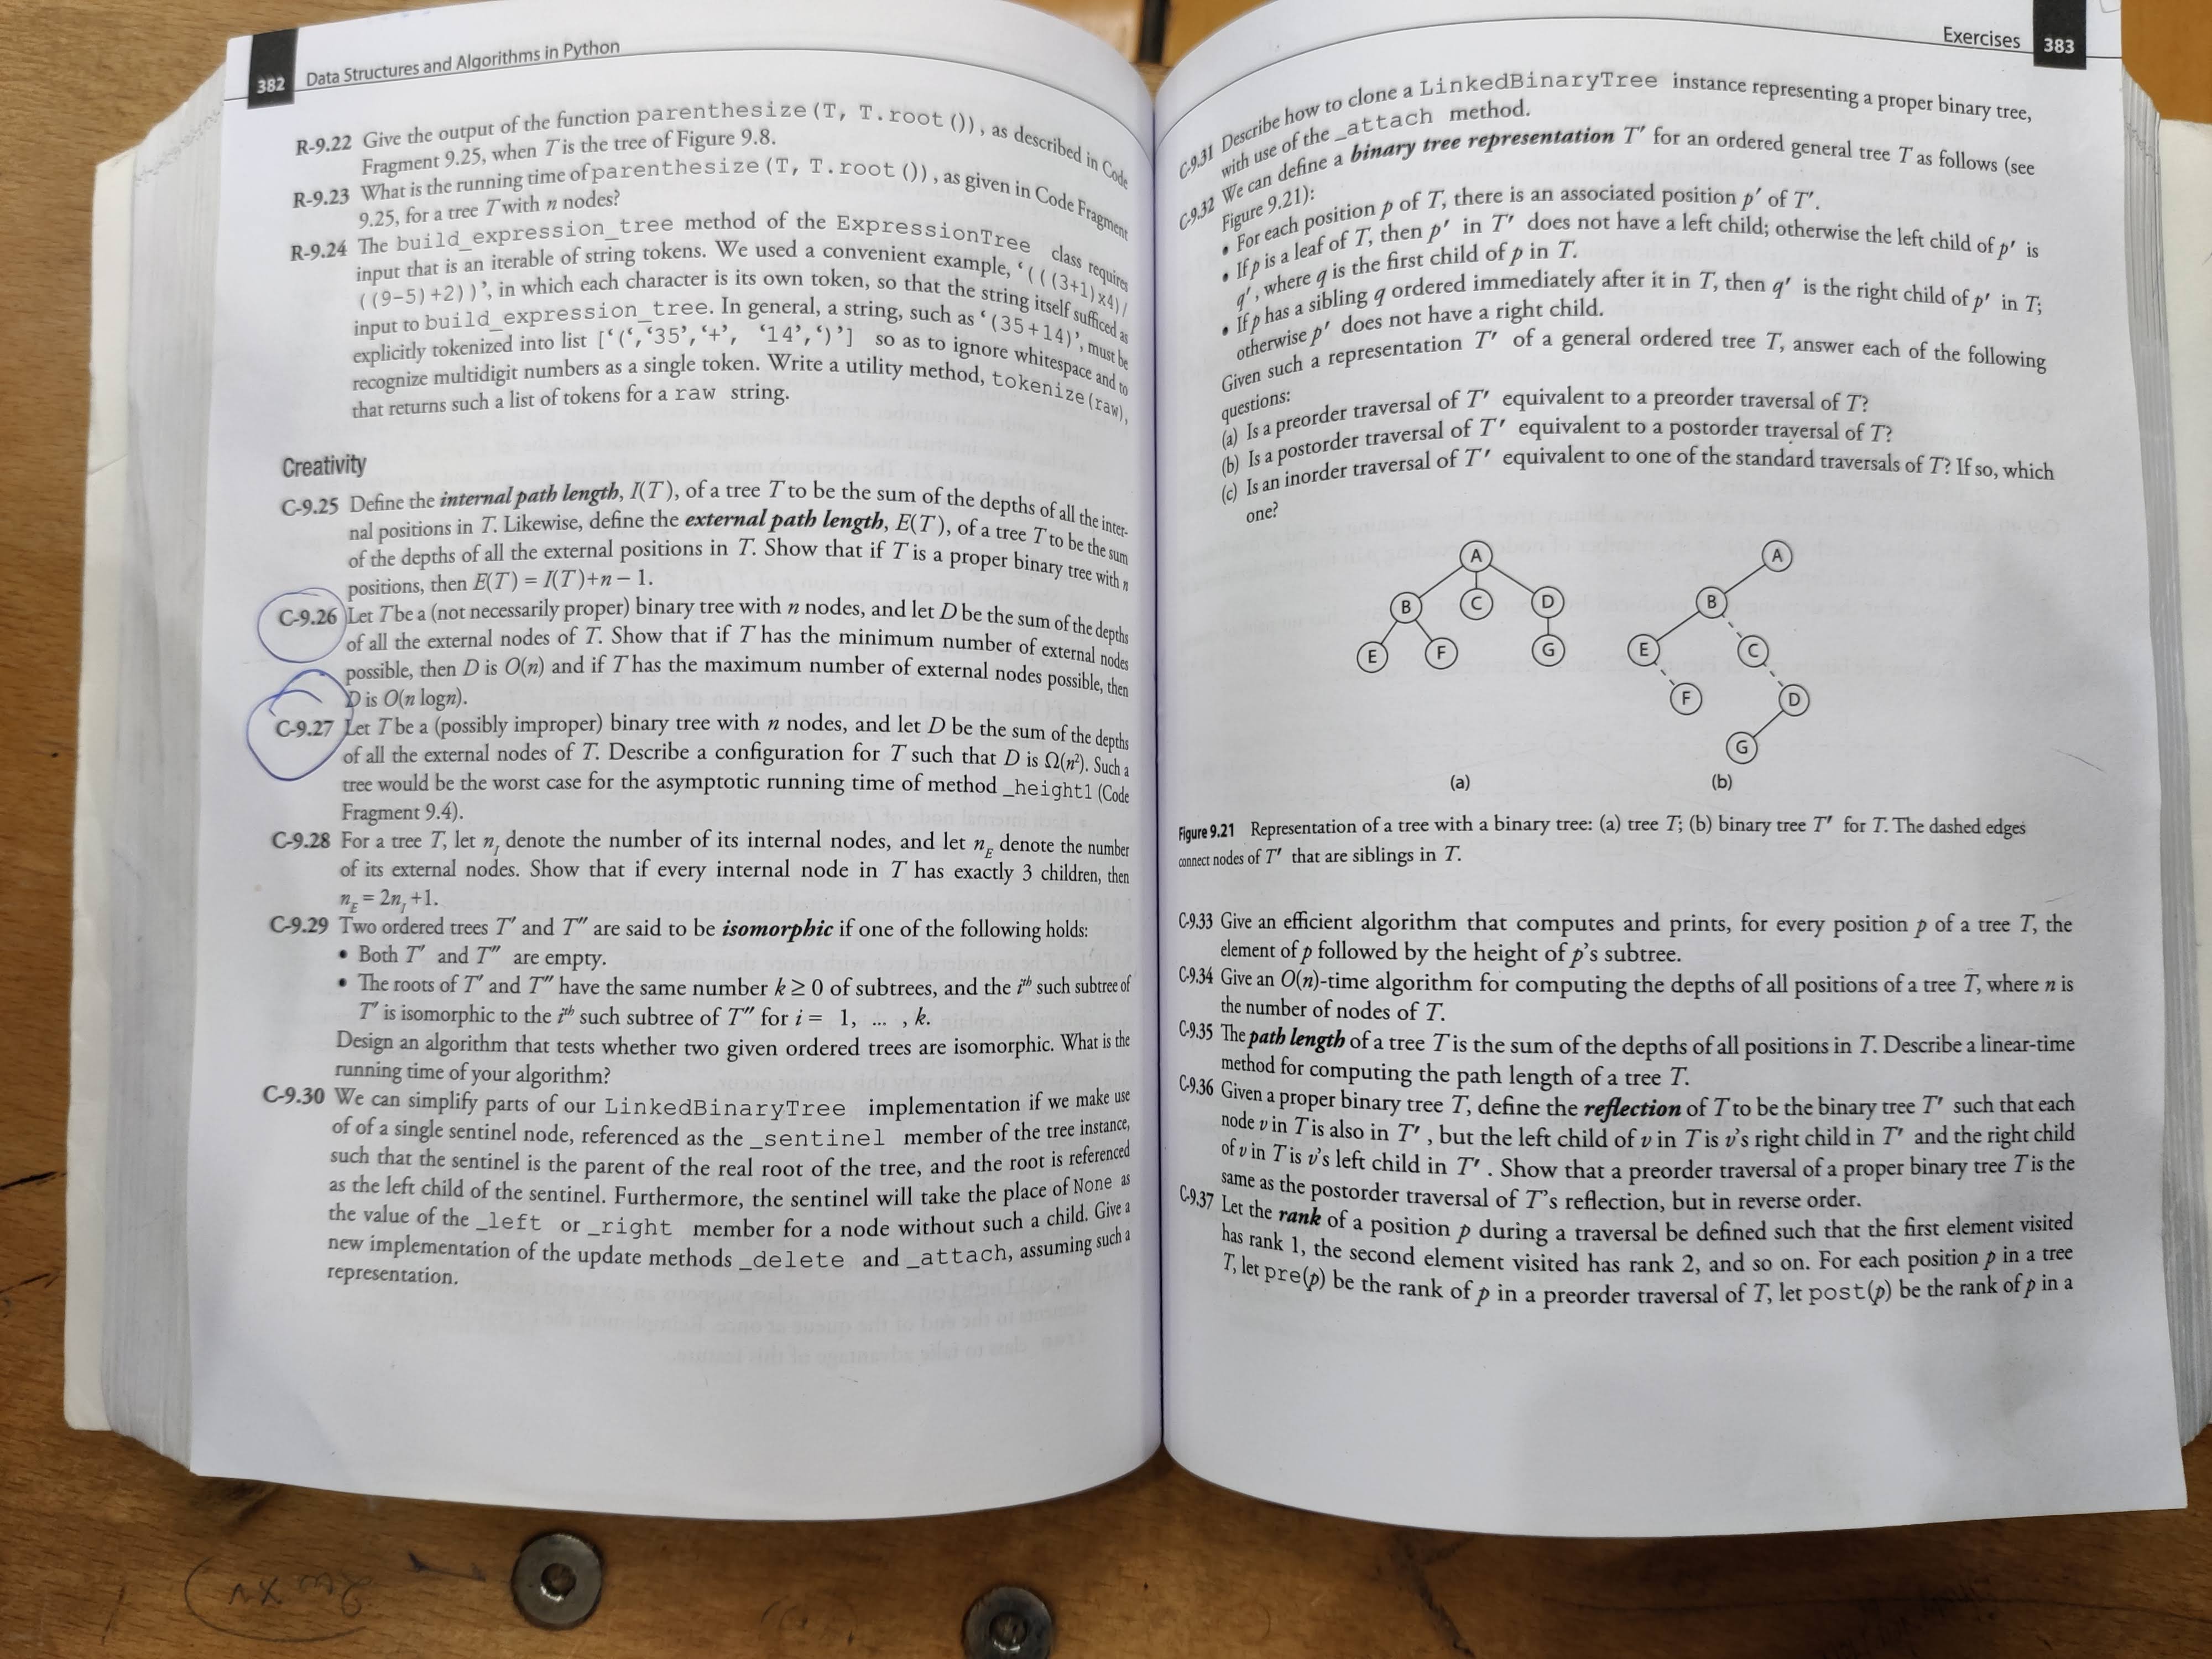 382 Data Structures and Algorithms in Python
R-9.22 Give the output of the function parenthesize(T, T.root ()), as described in Code
Fragment 9.25, when T is the tree of Figure 9.8.
R-9.23 What is the running time of parenthesize(T, T.root ()), as given in Code Fragment
9.25, for a tree T with n nodes?
R-9.24 The build_expression_tree method of the ExpressionTree class requires
input that is an iterable of string tokens. We used a convenient example, ‘(((3+1)x4)/
((9-5)+2))’, in which each character is its own token, so that the string itself sufficed as
input to build_expression_tree. In general, a string, such as ‘(35+14)’, must be
explicitly tokenized into list [‘(‘,‘35’,‘+’, ‘14’,‘)’] so as to ignore whitespace and to
recognize multidigit numbers as a single token. Write a utility method, tokenize(raw),
that returns such a list of tokens for a raw string.
Creativity
C-9.25 Define the internal path length, I(T), of a tree T to be the sum of the depths of all the inter-
nal positions in T. Likewise, define the external path length, E(T), of a tree T to be the sum
of the depths of all the external positions in T. Show that if T is a proper binary tree with n
positions, then E(T) = I(T)+n – 1.
C-9.26 Let T be a (not necessarily proper) binary tree with n nodes, and let D be the sum of the depths
of all the external nodes of T. Show that if T has the minimum number of external nodes
possible, then D is O(n) and if T has the maximum number of external nodes possible, then
D is O(n logn).
C-9.27 Let T be a (possibly improper) binary tree with n nodes, and let D be the sum of the depths
of all the external nodes of T. Describe a configuration for T such that D is Ω(n²). Such a
tree would be the worst case for the asymptotic running time of method _height1 (Code
Fragment 9.4).
C-9.28 For a tree T, let n_I denote the number of its internal nodes, and let n_E denote the number
of its external nodes. Show that if every internal node in T has exactly 3 children, then
n_E = 2n_I +1.
C-9.29 Two ordered trees T′ and T″ are said to be isomorphic if one of the following holds:
• Both T′ and T″ are empty.
• The roots of T′ and T″ have the same number k ≥ 0 of subtrees, and the iᵗʰ such subtree of
T′ is isomorphic to the iᵗʰ such subtree of T″ for i = 1, ... , k.
Design an algorithm that tests whether two given ordered trees are isomorphic. What is the
running time of your algorithm?
C-9.30 We can simplify parts of our LinkedBinaryTree implementation if we make use
of of a single sentinel node, referenced as the _sentinel member of the tree instance,
such that the sentinel is the parent of the real root of the tree, and the root is referenced
as the left child of the sentinel. Furthermore, the sentinel will take the place of None as
the value of the _left or _right member for a node without such a child. Give a
new implementation of the update methods _delete and _attach, assuming such a
representation.
Exercises 383
C-9.31 Describe how to clone a LinkedBinaryTree instance representing a proper binary tree,
with use of the _attach method.
C-9.32 We can define a binary tree representation T′ for an ordered general tree T as follows (see
Figure 9.21):
• For each position p of T, there is an associated position p′ of T′.
• If p is a leaf of T, then p′ in T′ does not have a left child; otherwise the left child of p′ is
q′, where q is the first child of p in T.
• If p has a sibling q ordered immediately after it in T, then q′ is the right child of p′ in T;
otherwise p′ does not have a right child.
Given such a representation T′ of a general ordered tree T, answer each of the following
questions:
(a) Is a preorder traversal of T′ equivalent to a preorder traversal of T?
(b) Is a postorder traversal of T′ equivalent to a postorder traversal of T?
(c) Is an inorder traversal of T′ equivalent to one of the standard traversals of T? If so, which
one?
A A
B C D B
E F G E C
F D
G
(a) (b)
Figure 9.21 Representation of a tree with a binary tree: (a) tree T; (b) binary tree T′ for T. The dashed edges
connect nodes of T′ that are siblings in T.
C-9.33 Give an efficient algorithm that computes and prints, for every position p of a tree T, the
element of p followed by the height of p’s subtree.
C-9.34 Give an O(n)-time algorithm for computing the depths of all positions of a tree T, where n is
the number of nodes of T.
C-9.35 The path length of a tree T is the sum of the depths of all positions in T. Describe a linear-time
method for computing the path length of a tree T.
C-9.36 Given a proper binary tree T, define the reflection of T to be the binary tree T′ such that each
node v in T is also in T′ , but the left child of v in T is v’s right child in T′ and the right child
of v in T is v’s left child in T′ . Show that a preorder traversal of a proper binary tree T is the
same as the postorder traversal of T’s reflection, but in reverse order.
C-9.37 Let the rank of a position p during a traversal be defined such that the first element visited
has rank 1, the second element visited has rank 2, and so on. For each position p in a tree
T, let pre(p) be the rank of p in a preorder traversal of T, let post(p) be the rank of p in a